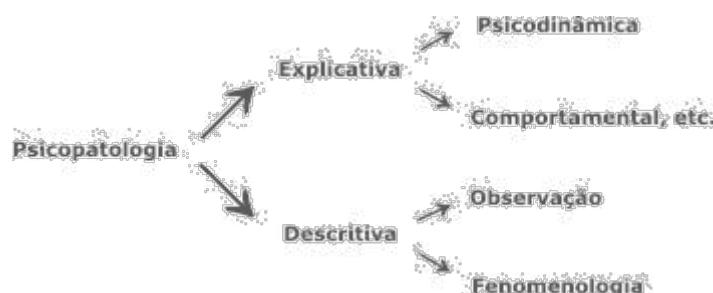 Psicodinâmica
Explicativa
Comportamental, etc.
Psicopatologia
Observação
Descritiva
Fenomenologia